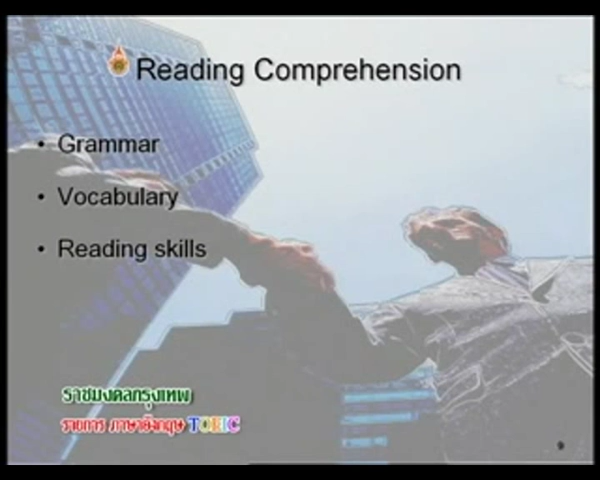 Reading Comprehension
• Grammar
• Vocabulary
• Reading skills
ราชมงคลกรุงเทพ
รายการ ภาษาอังกฤษ TOEIC
9